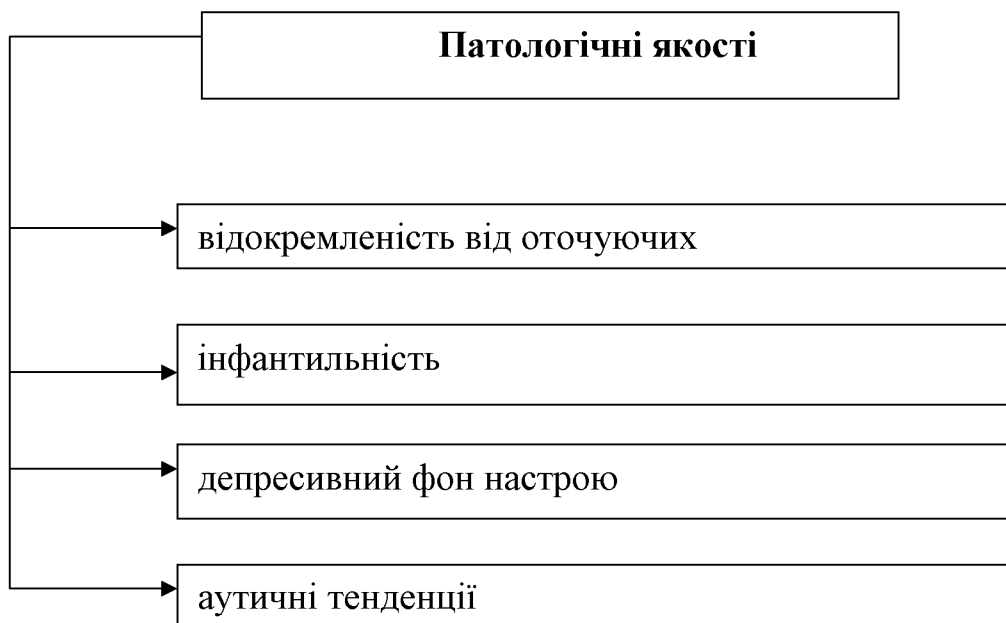 Патологічні якості
відокремленість від оточуючих
інфантильність
депресивний фон настрою
аутичні тенденції